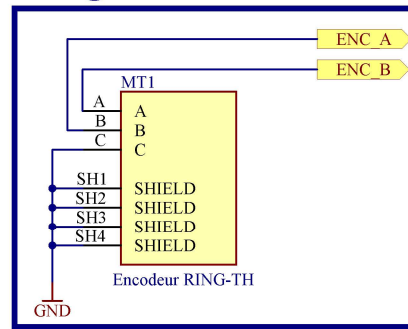 ENC_A
ENC_B
MT1
A A
B B
C C
SH1 SHIELD
SH2 SHIELD
SH3 SHIELD
SH4 SHIELD
Encodeur RING-TH
GND